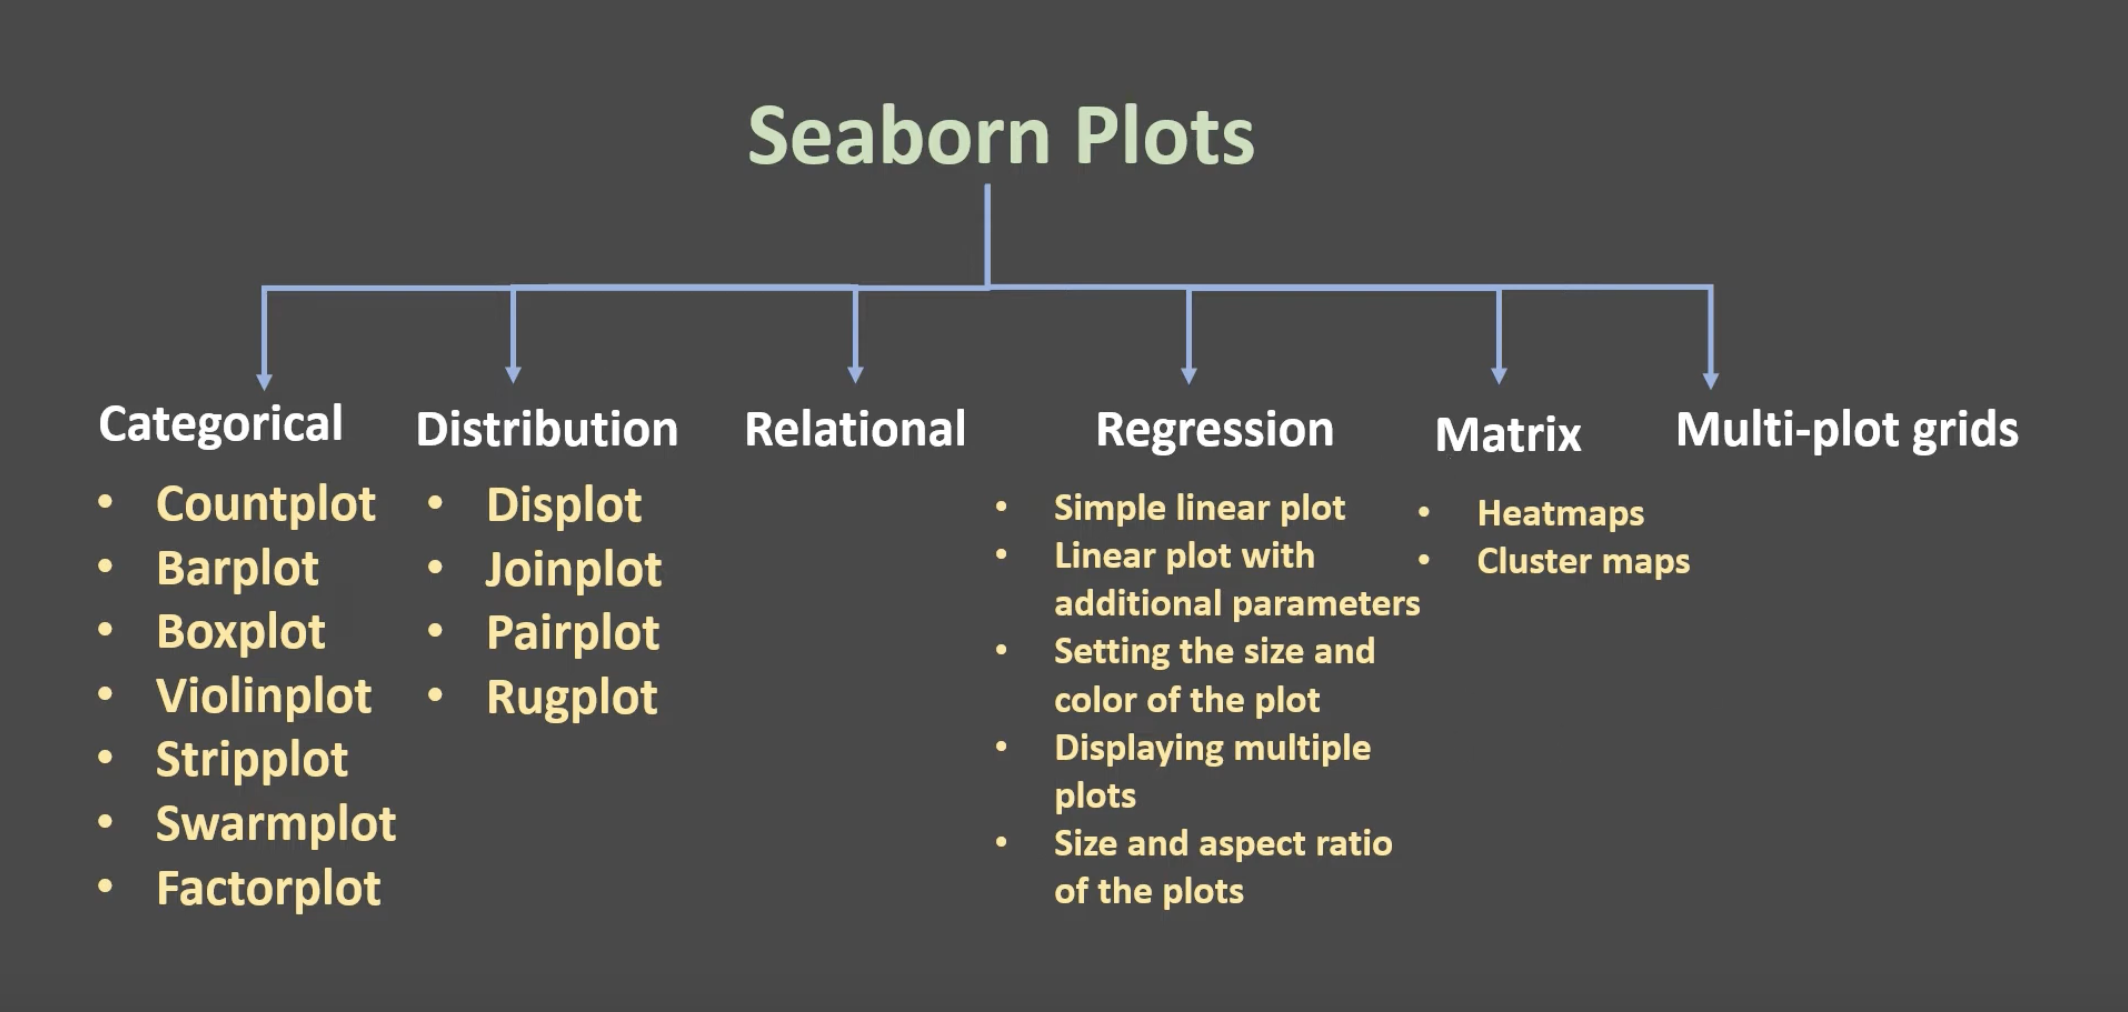 Seaborn Plots
Categorical
• Countplot
• Barplot
• Boxplot
• Violinplot
• Stripplot
• Swarmplot
• Factorplot
Distribution
• Displot
• Joinplot
• Pairplot
• Rugplot
Relational
Regression
• Simple linear plot
• Linear plot with
additional parameters
• Setting the size and
color of the plot
• Displaying multiple
plots
• Size and aspect ratio
of the plots
Matrix
• Heatmaps
• Cluster maps
Multi-plot grids